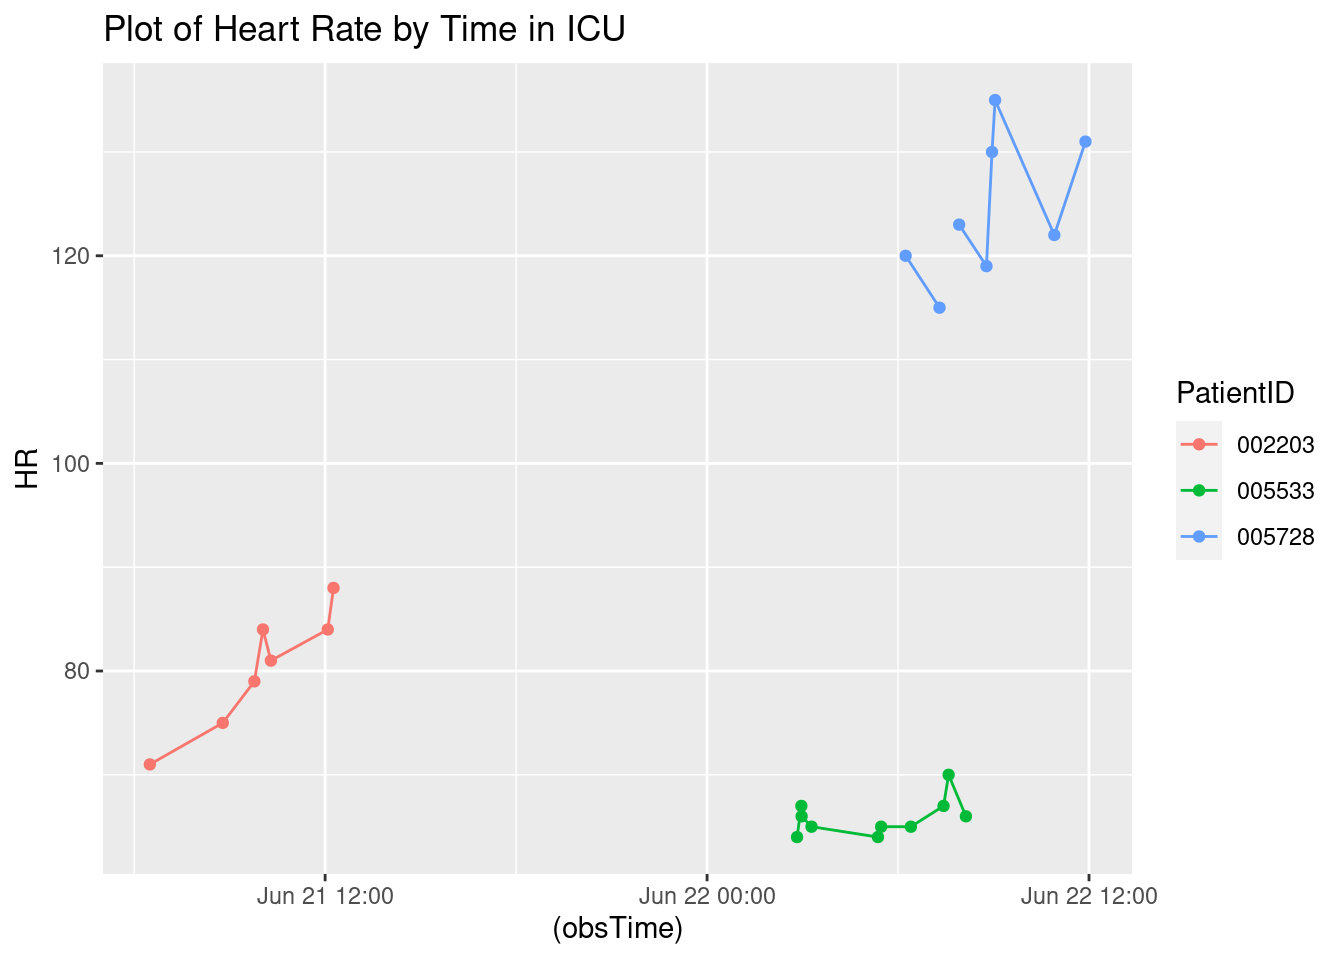 Plot of Heart Rate by Time in ICU
120
100
80
HR
Jun 21 12:00
Jun 22 00:00
Jun 22 12:00
(obsTime)
PatientID
002203
005533
005728